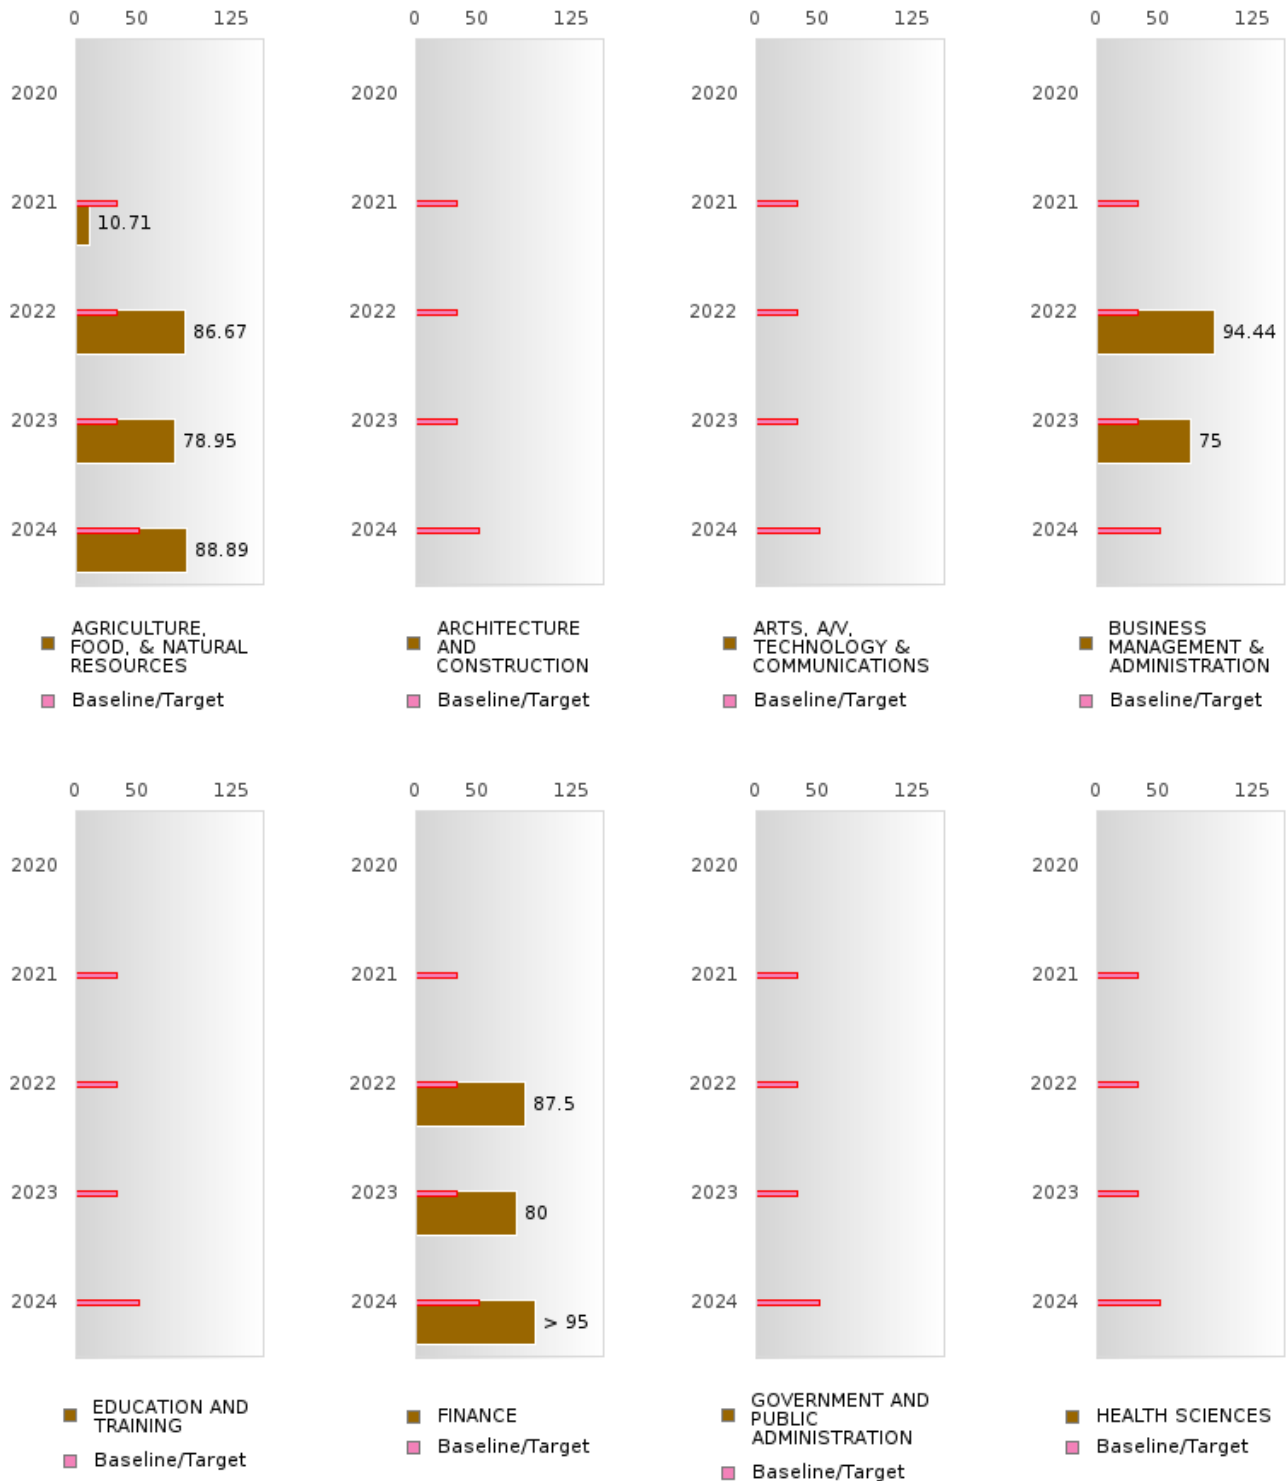 0 50 125 0 50 125 0 50 125 0 50 125
2020 2020 2020 2020
2021 2021 2021 2021
10.71
2022 2022 2022 2022
86.67 94.44
2023 2023 2023 2023
78.95 75
2024 2024 2024 2024
88.89
AGRICULTURE,
FOOD, & NATURAL
RESOURCES
Baseline/Target
ARCHITECTURE
AND
CONSTRUCTION
Baseline/Target
ARTS, A/V,
TECHNOLOGY &
COMMUNICATIONS
Baseline/Target
BUSINESS
MANAGEMENT &
ADMINISTRATION
Baseline/Target
0 50 125 0 50 125 0 50 125 0 50 125
2020 2020 2020 2020
2021 2021 2021 2021
2022 2022 2022 2022
87.5
2023 2023 2023 2023
80
2024 2024 2024 2024
> 95
EDUCATION AND
TRAINING
Baseline/Target
FINANCE
Baseline/Target
GOVERNMENT AND
PUBLIC
ADMINISTRATION
Baseline/Target
HEALTH SCIENCES
Baseline/Target